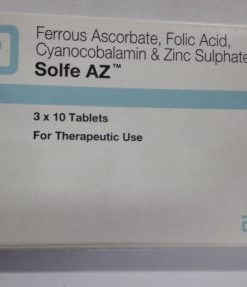 Ferrous Ascorbate, Folic Acid,
Cyanocobalamin & Zinc Sulphate
Solfe AZ™
3 x 10 Tablets
For Therapeutic Use